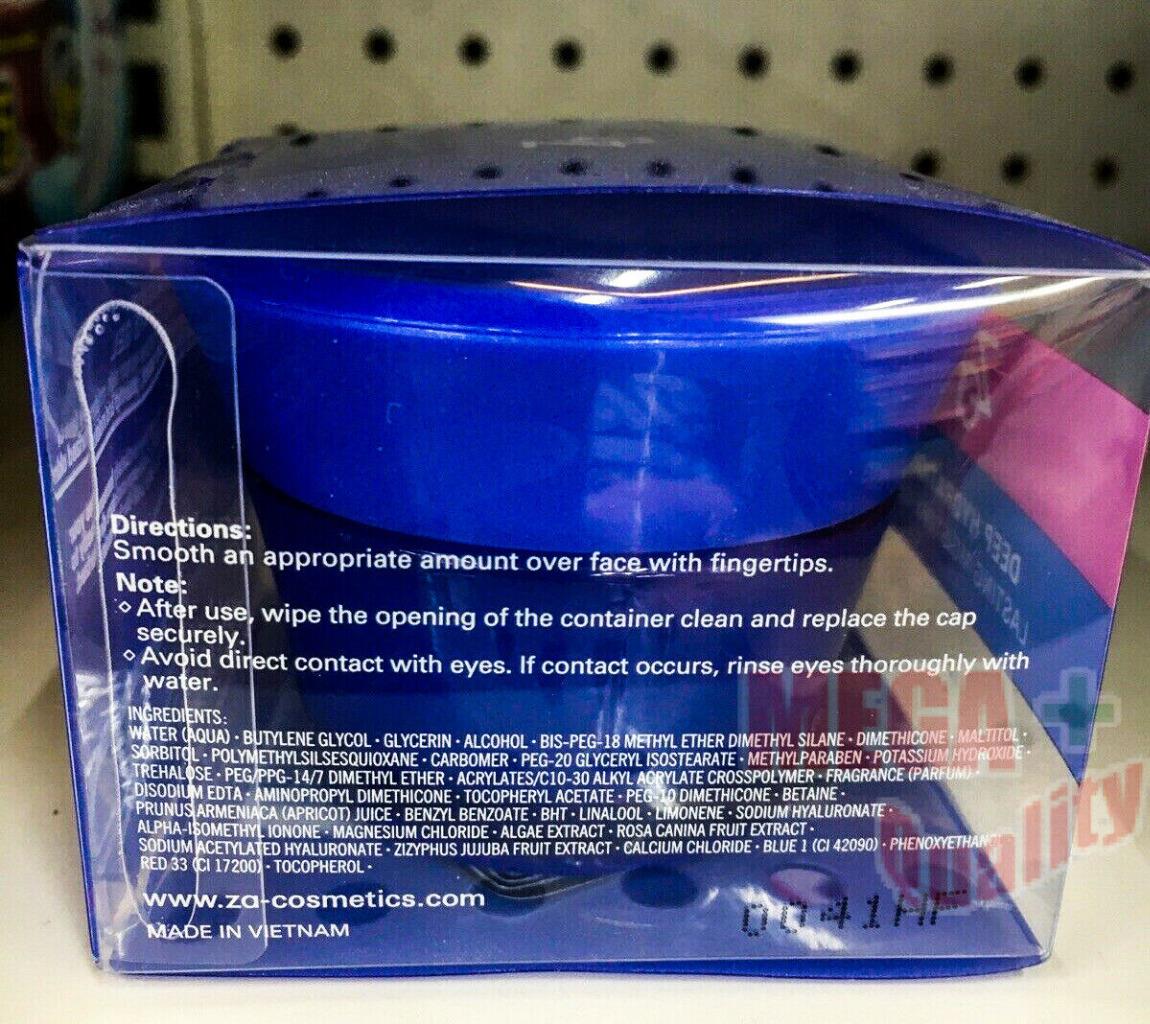 Directions:
Smooth an appropriate amount over face with fingertips.
Note:
◇ After use, wipe the opening of the container clean and replace the cap
securely.
◇ Avoid direct contact with eyes. If contact occurs, rinse eyes thoroughly with
water.
INGREDIENTS:
WATER (AQUA) · BUTYLENE GLYCOL · GLYCERIN · ALCOHOL · BIS-PEG-18 METHYL ETHER DIMETHYL SILANE · DIMETHICONE · MALTITOL ·
SORBITOL · POLYMETHYLSILSESQUIOXANE · CARBOMER · PEG-20 GLYCERYL ISOSTEARATE · METHYLPARABEN · POTASSIUM HYDROXIDE ·
TREHALOSE · PEG/PPG-14/7 DIMETHYL ETHER · ACRYLATES/C10-30 ALKYL ACRYLATE CROSSPOLYMER · FRAGRANCE (PARFUM) ·
DISODIUM EDTA · AMINOPROPYL DIMETHICONE · TOCOPHERYL ACETATE · PEG-10 DIMETHICONE · BETAINE ·
PRUNUS ARMENIACA (APRICOT) JUICE · BENZYL BENZOATE · BHT · LINALOOL · LIMONENE · SODIUM HYALURONATE ·
ALPHA-ISOMETHYL IONONE · MAGNESIUM CHLORIDE · ALGAE EXTRACT · ROSA CANINA FRUIT EXTRACT ·
SODIUM ACETYLATED HYALURONATE · ZIZYPHUS JUJUBA FRUIT EXTRACT · CALCIUM CHLORIDE · BLUE 1 (CI 42090) · PHENOXYETHANOL
RED 33 (CI 17200) · TOCOPHEROL ·
www.za-cosmetics.com
MADE IN VIETNAM
0041HF
MEGA+
Quality
DEEP